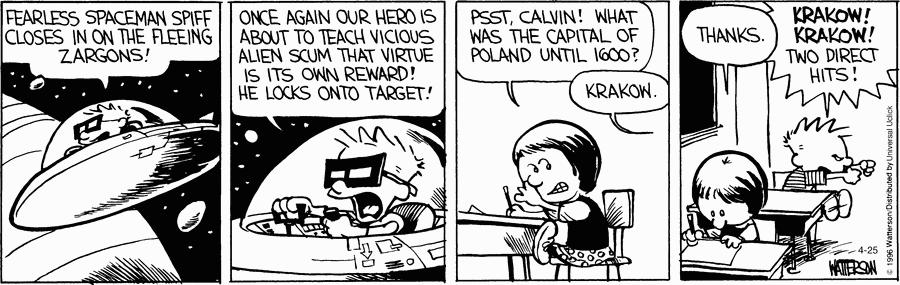 FEARLESS SPACEMAN SPIFF
CLOSES IN ON THE FLEEING
ZARGONS!
ONCE AGAIN OUR HERO IS
ABOUT TO TEACH VICIOUS
ALIEN SCUM THAT VIRTUE
IS ITS OWN REWARD!
HE LOCKS ONTO TARGET!
PSST, CALVIN! WHAT
WAS THE CAPITAL OF
POLAND UNTIL 1600?
KRAKOW.
THANKS.
KRAKOW!
KRAKOW!
TWO DIRECT
HITS!
4-25
WATTERSON
© 1996 Watterson/Distributed by Universal Uclick